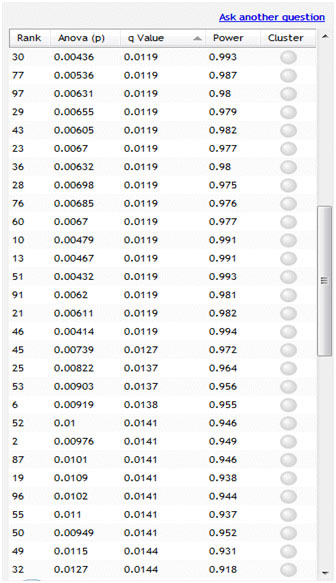 Ask another question
Rank Anova (p) q Value Power Cluster
30 0.00436 0.0119 0.993
77 0.00536 0.0119 0.987
97 0.00631 0.0119 0.98
29 0.00655 0.0119 0.979
43 0.00605 0.0119 0.982
23 0.0067 0.0119 0.977
36 0.00632 0.0119 0.98
28 0.00698 0.0119 0.975
76 0.00685 0.0119 0.976
60 0.0067 0.0119 0.977
10 0.00479 0.0119 0.991
13 0.00467 0.0119 0.991
51 0.00432 0.0119 0.993
91 0.0062 0.0119 0.981
21 0.00611 0.0119 0.982
46 0.00414 0.0119 0.994
45 0.00739 0.0127 0.972
25 0.00822 0.0137 0.964
53 0.00903 0.0137 0.956
6 0.00919 0.0138 0.955
52 0.01 0.0141 0.946
2 0.00976 0.0141 0.949
87 0.0101 0.0141 0.946
19 0.0109 0.0141 0.938
96 0.0102 0.0141 0.944
55 0.011 0.0141 0.937
50 0.00949 0.0141 0.952
49 0.0115 0.0144 0.931
32 0.0127 0.0144 0.918